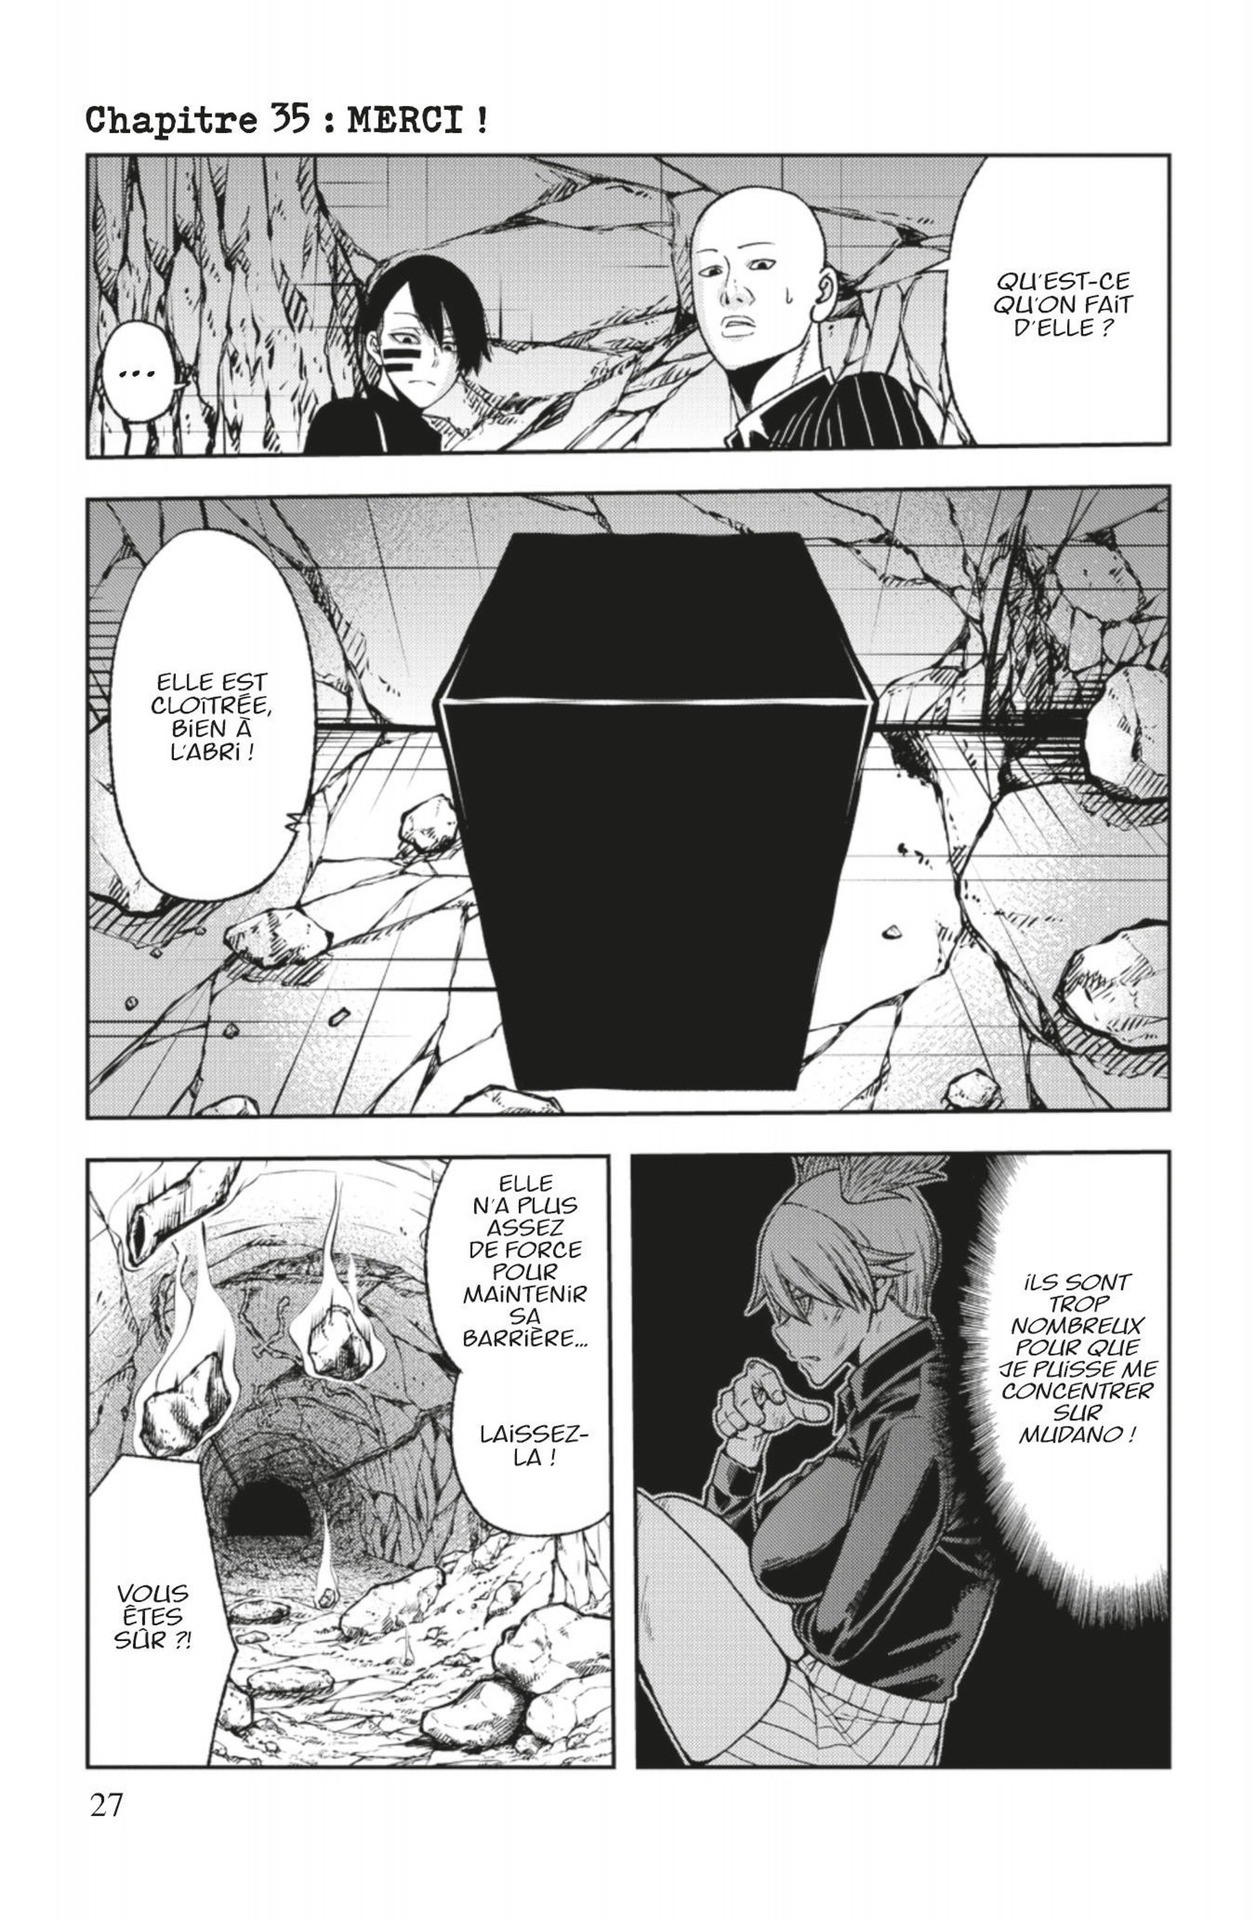 Chapitre 35 : MERCI !
QU'EST-CE
QU'ON FAIT
D'ELLE ?
...
ELLE EST
CLOÎTRÉE,
BIEN À
L'ABRI !
ILS SONT
TROP
NOMBREUX
POUR QUE
JE PUISSE ME
CONCENTRER
SUR
MUDANO !
ELLE
N'A PLUS
ASSEZ
DE FORCE
POUR
MAINTENIR
SA
BARRIÈRE...
LAISSEZ-
LA !
VOUS
ÊTES
SÛR ?!
27